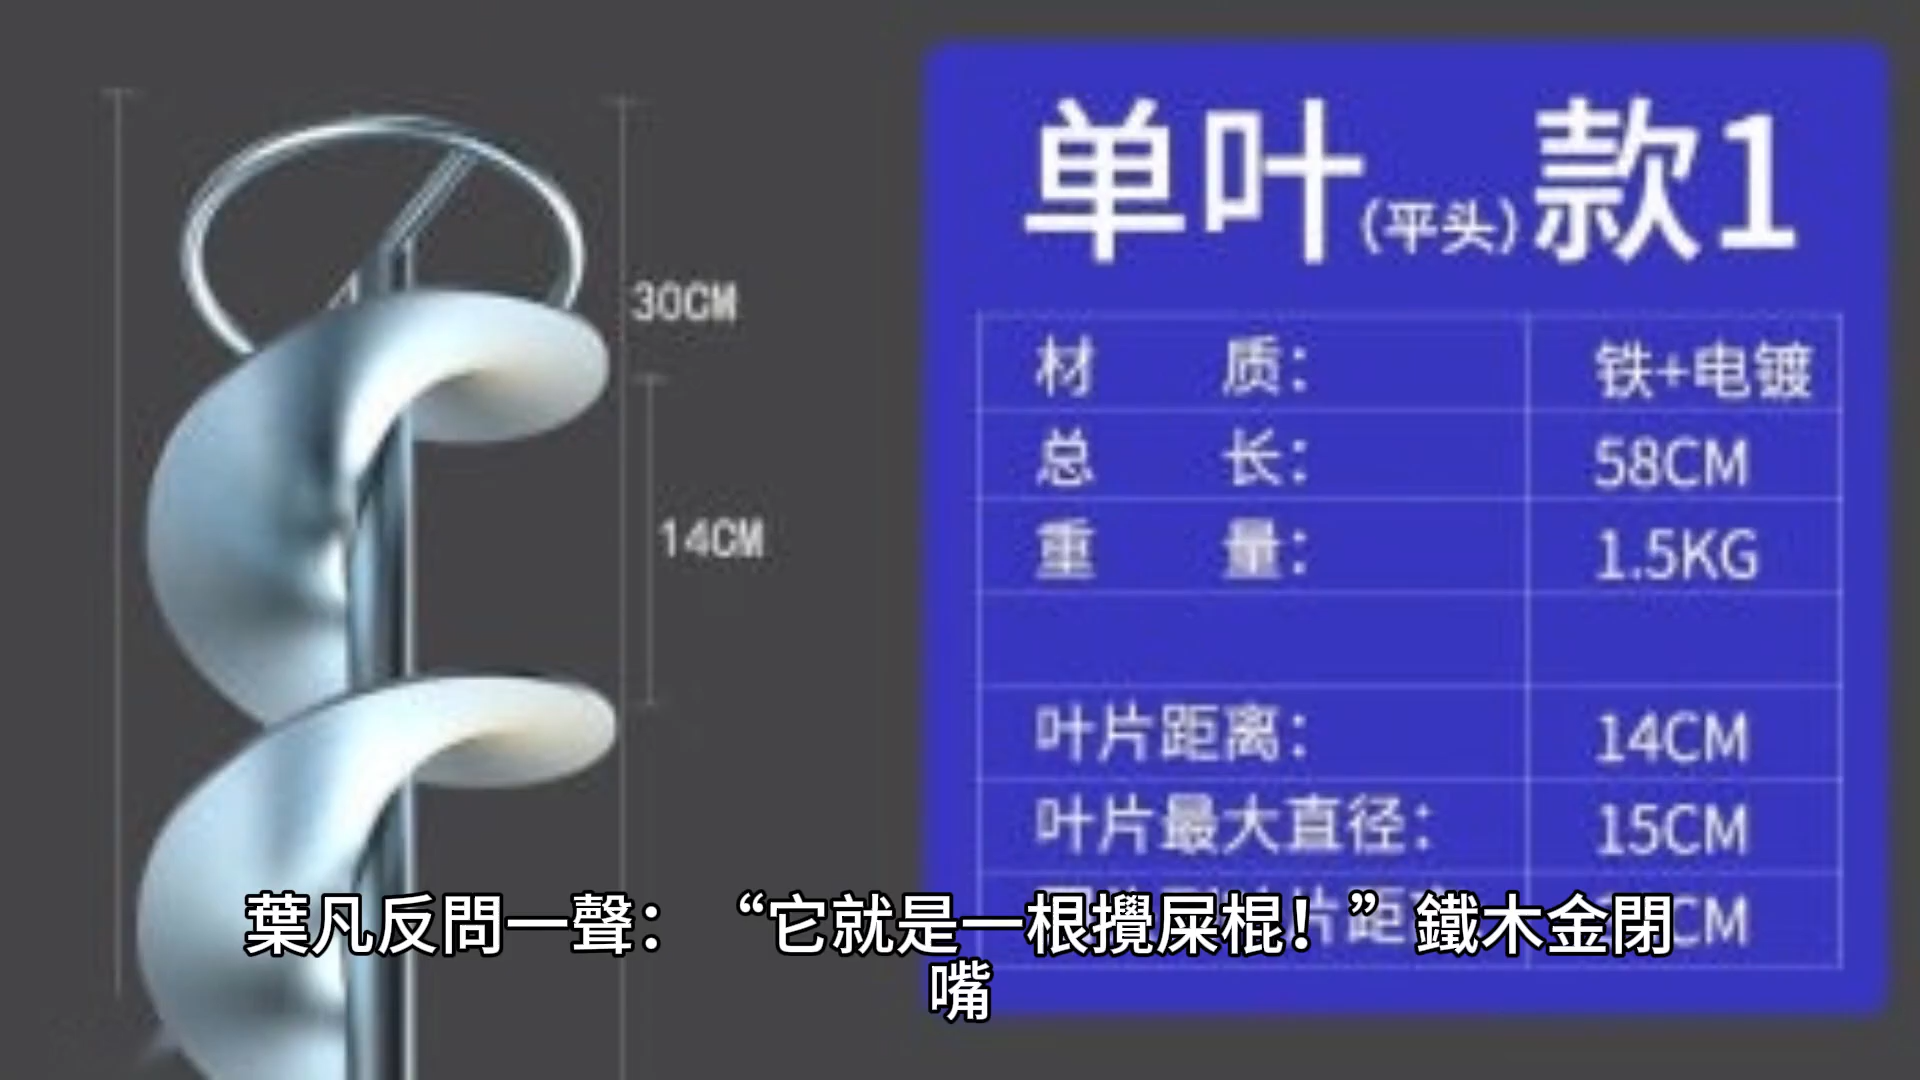 单叶(平头)款1
30CM
14CM
材 质： 铁+电镀
总 长： 58CM
重 量： 1.5KG
叶片距离： 14CM
叶片最大直径： 15CM
片距 CM
葉凡反問一聲：“它就是一根攪屎棍！”鐵木金閉
嘴